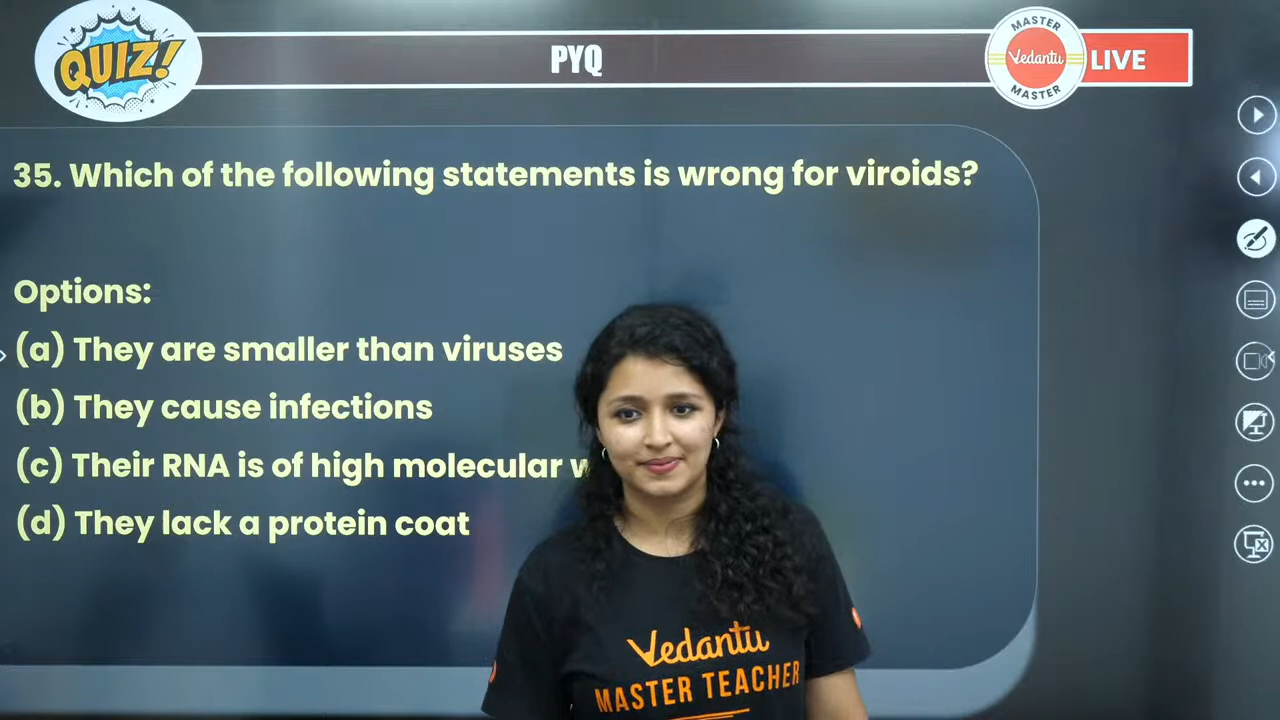 QUIZ!
PYQ
MASTER
Vedantu
MASTER
LIVE
35. Which of the following statements is wrong for viroids?
Options:
(a) They are smaller than viruses
(b) They cause infections
(c) Their RNA is of high molecular
(d) They lack a protein coat
Vedantu
MASTER TEACHER